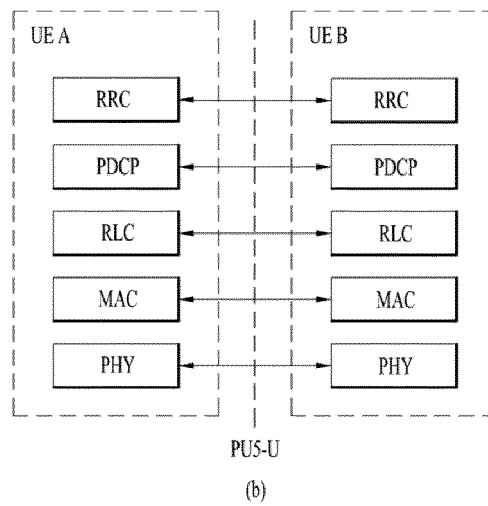 UE A UE B
RRC RRC
PDCP PDCP
RLC RLC
MAC MAC
PHY PHY
PU5-U
(b)